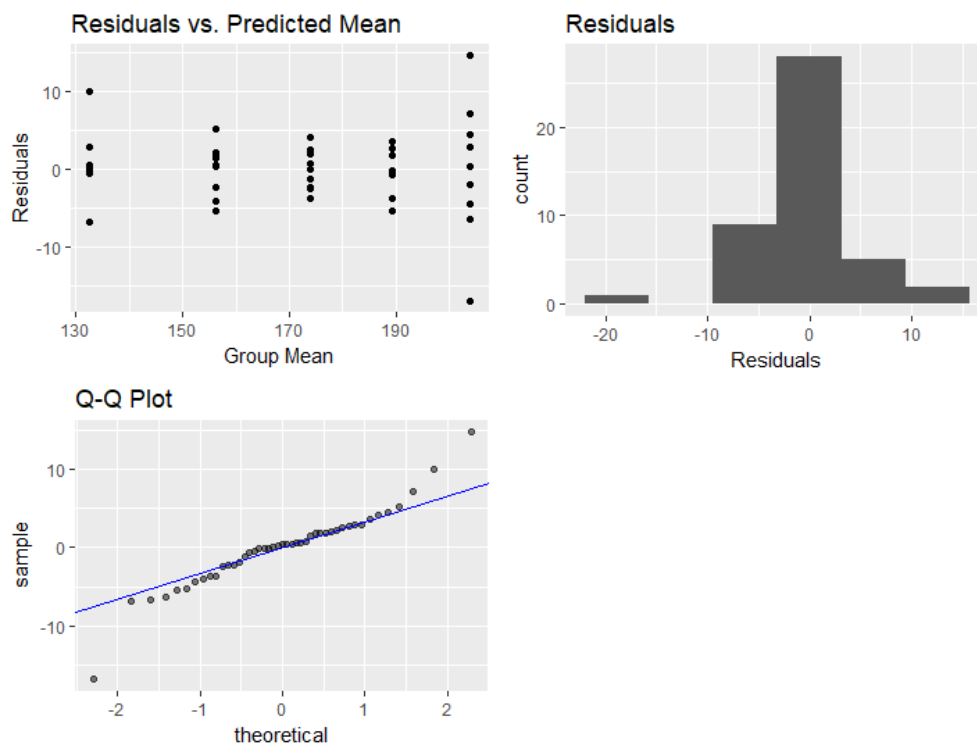 Residuals vs. Predicted Mean
10
0
-10
Residuals
130
150
170
190
Group Mean
Residuals
20
10
0
count
-20
-10
0
10
Residuals
Q-Q Plot
10
0
-10
sample
-2
-1
0
1
2
theoretical